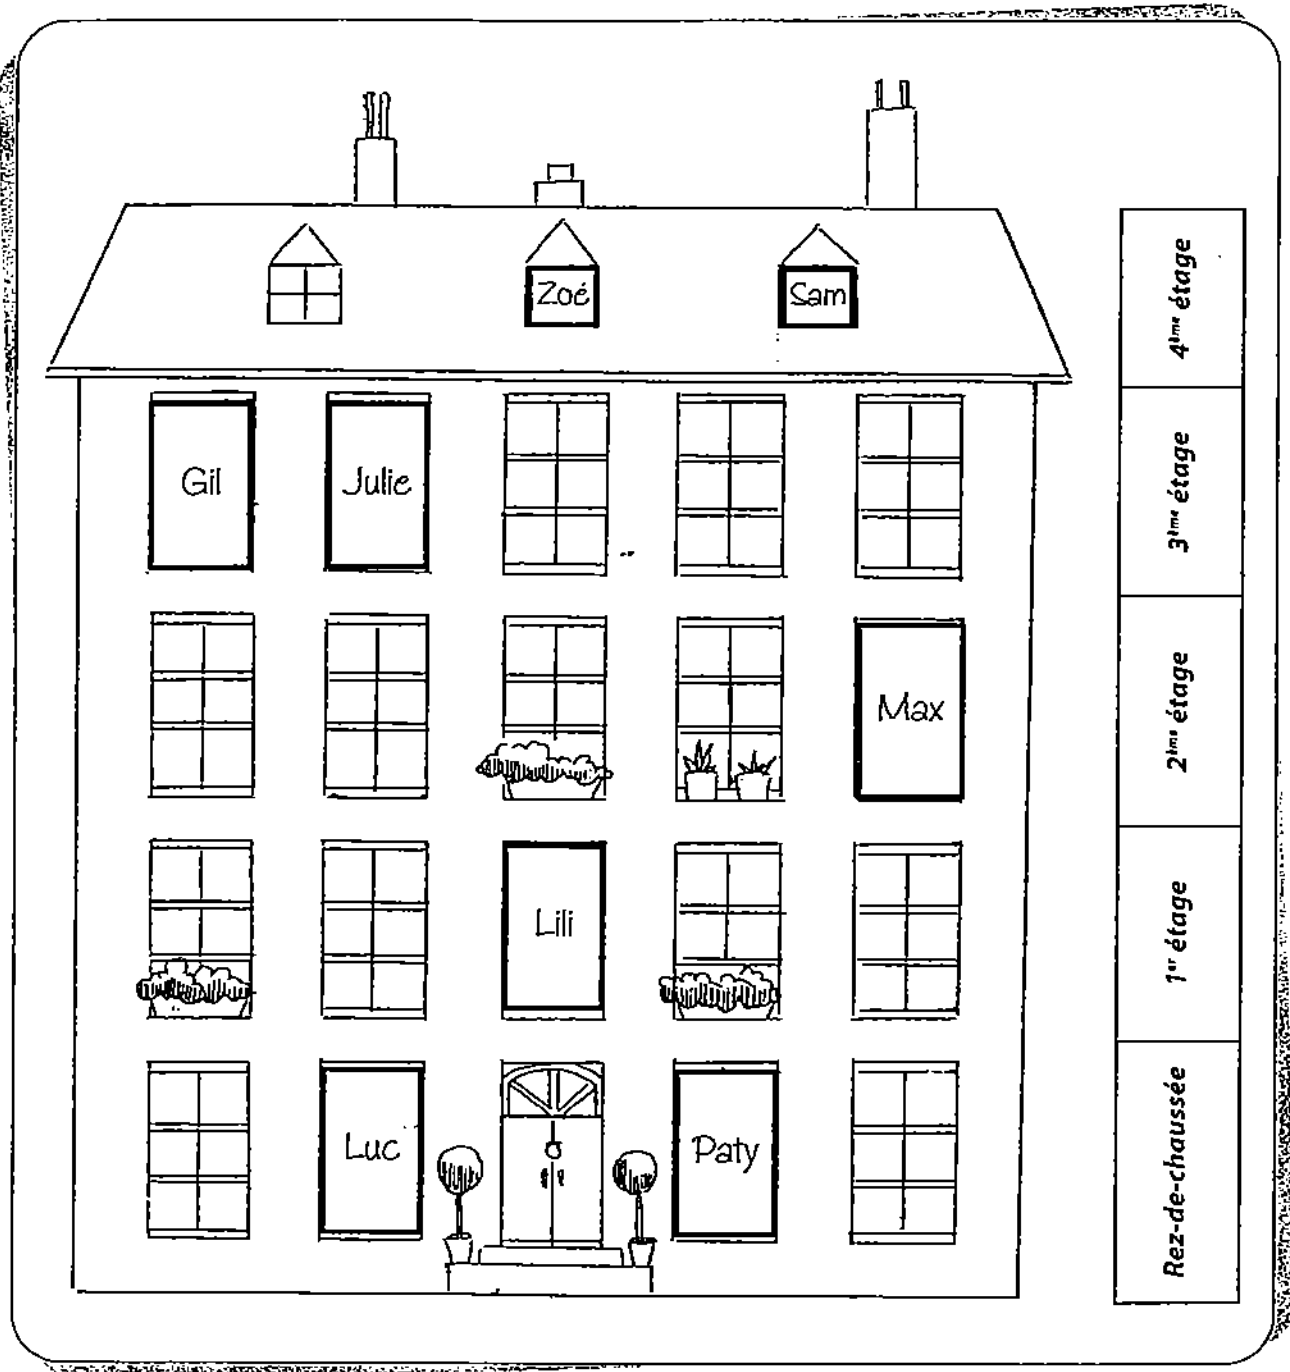 Zoé
Sam
4ème étage
Gil
Julie
3ème étage
Max
2ème étage
Lili
1er étage
Luc
Paty
Rez-de-chaussée